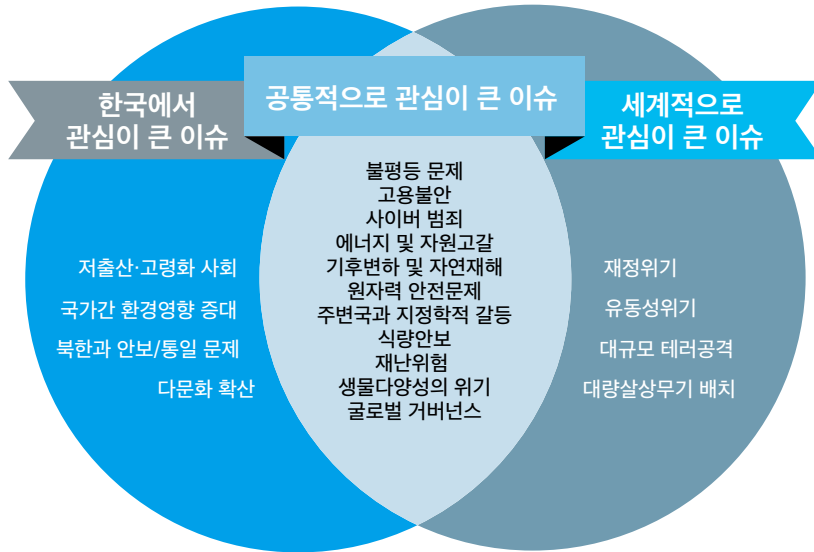 한국에서
관심이 큰 이슈
공통적으로 관심이 큰 이슈
세계적으로
관심이 큰 이슈
저출산·고령화 사회
국가간 환경영향 증대
북한과 안보/통일 문제
다문화 확산
불평등 문제
고용불안
사이버 범죄
에너지 및 자원고갈
기후변하 및 자연재해
원자력 안전문제
주변국과 지정학적 갈등
식량안보
재난위험
생물다양성의 위기
굴로벌 거버넌스
재정위기
유동성위기
대규모 테러공격
대량살상무기 배치